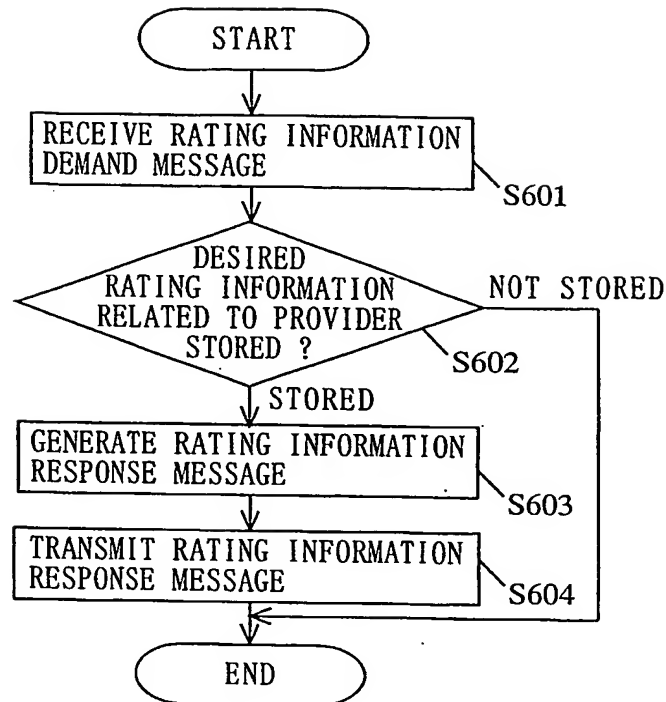 START
RECEIVE RATING INFORMATION
DEMAND MESSAGE
S601
DESIRED
RATING INFORMATION
RELATED TO PROVIDER
STORED ?
NOT STORED
S602
STORED
GENERATE RATING INFORMATION
RESPONSE MESSAGE
S603
TRANSMIT RATING INFORMATION
RESPONSE MESSAGE
S604
END